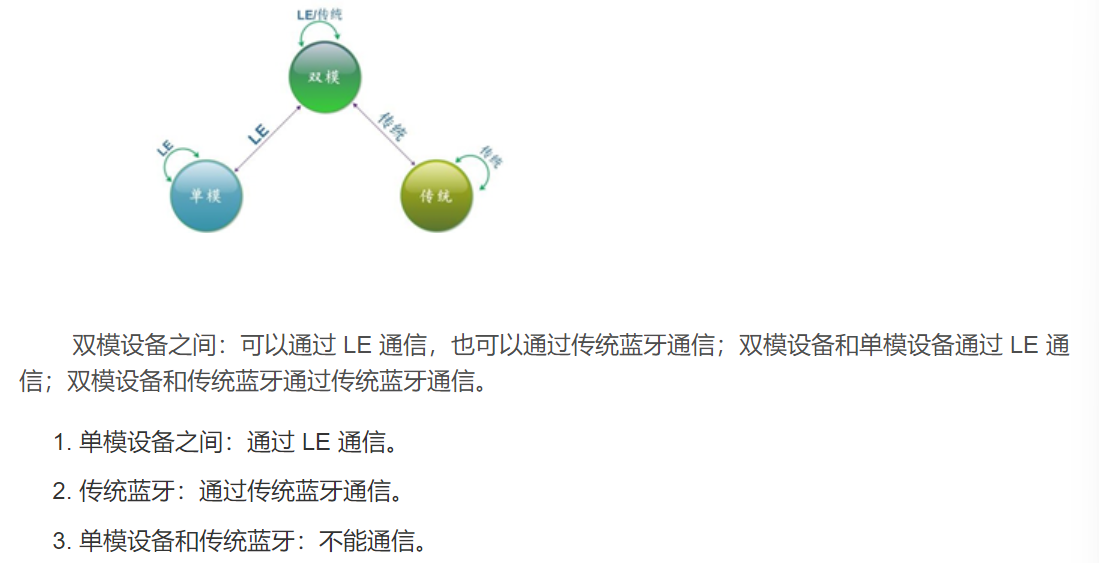 LE/传统
双模
LE
传统
LE
传统
单模
传统
双模设备之间：可以通过 LE 通信，也可以通过传统蓝牙通信；双模设备和单模设备通过 LE 通
信；双模设备和传统蓝牙通过传统蓝牙通信。
1. 单模设备之间：通过 LE 通信。
2. 传统蓝牙：通过传统蓝牙通信。
3. 单模设备和传统蓝牙：不能通信。